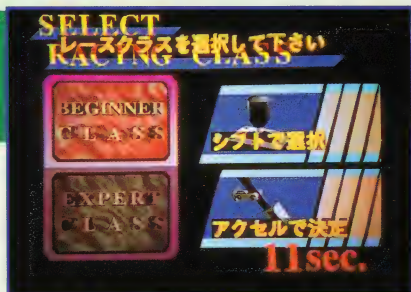 SELECT
レースクラスを選択して下さい
RACING CLASS
BEGINNER
CLASS
シフトで選択
EXPERT
CLASS
アクセルで決定
11sec.